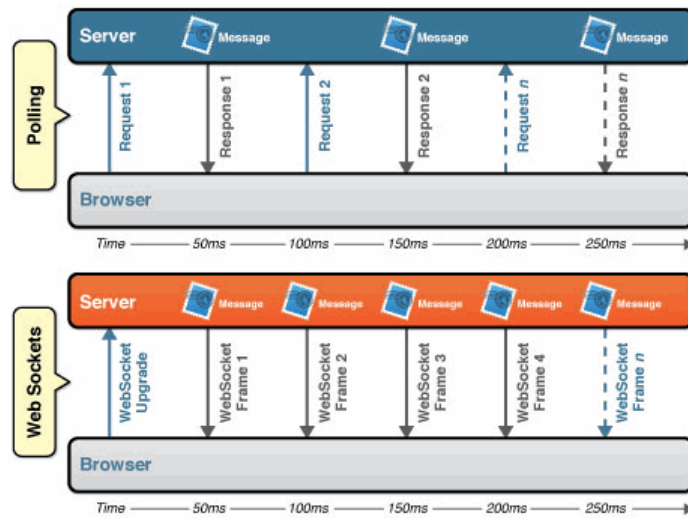 Polling
Server
Message
Message
Message
Request 1
Response 1
Request 2
Response 2
Request n
Response n
Browser
Time 50ms 100ms 150ms 200ms 250ms
Web Sockets
Server
Message
Message
Message
Message
Message
WebSocket
Upgrade
WebSocket
Frame 1
WebSocket
Frame 2
WebSocket
Frame 3
WebSocket
Frame 4
WebSocket
Frame n
Browser
Time 50ms 100ms 150ms 200ms 250ms